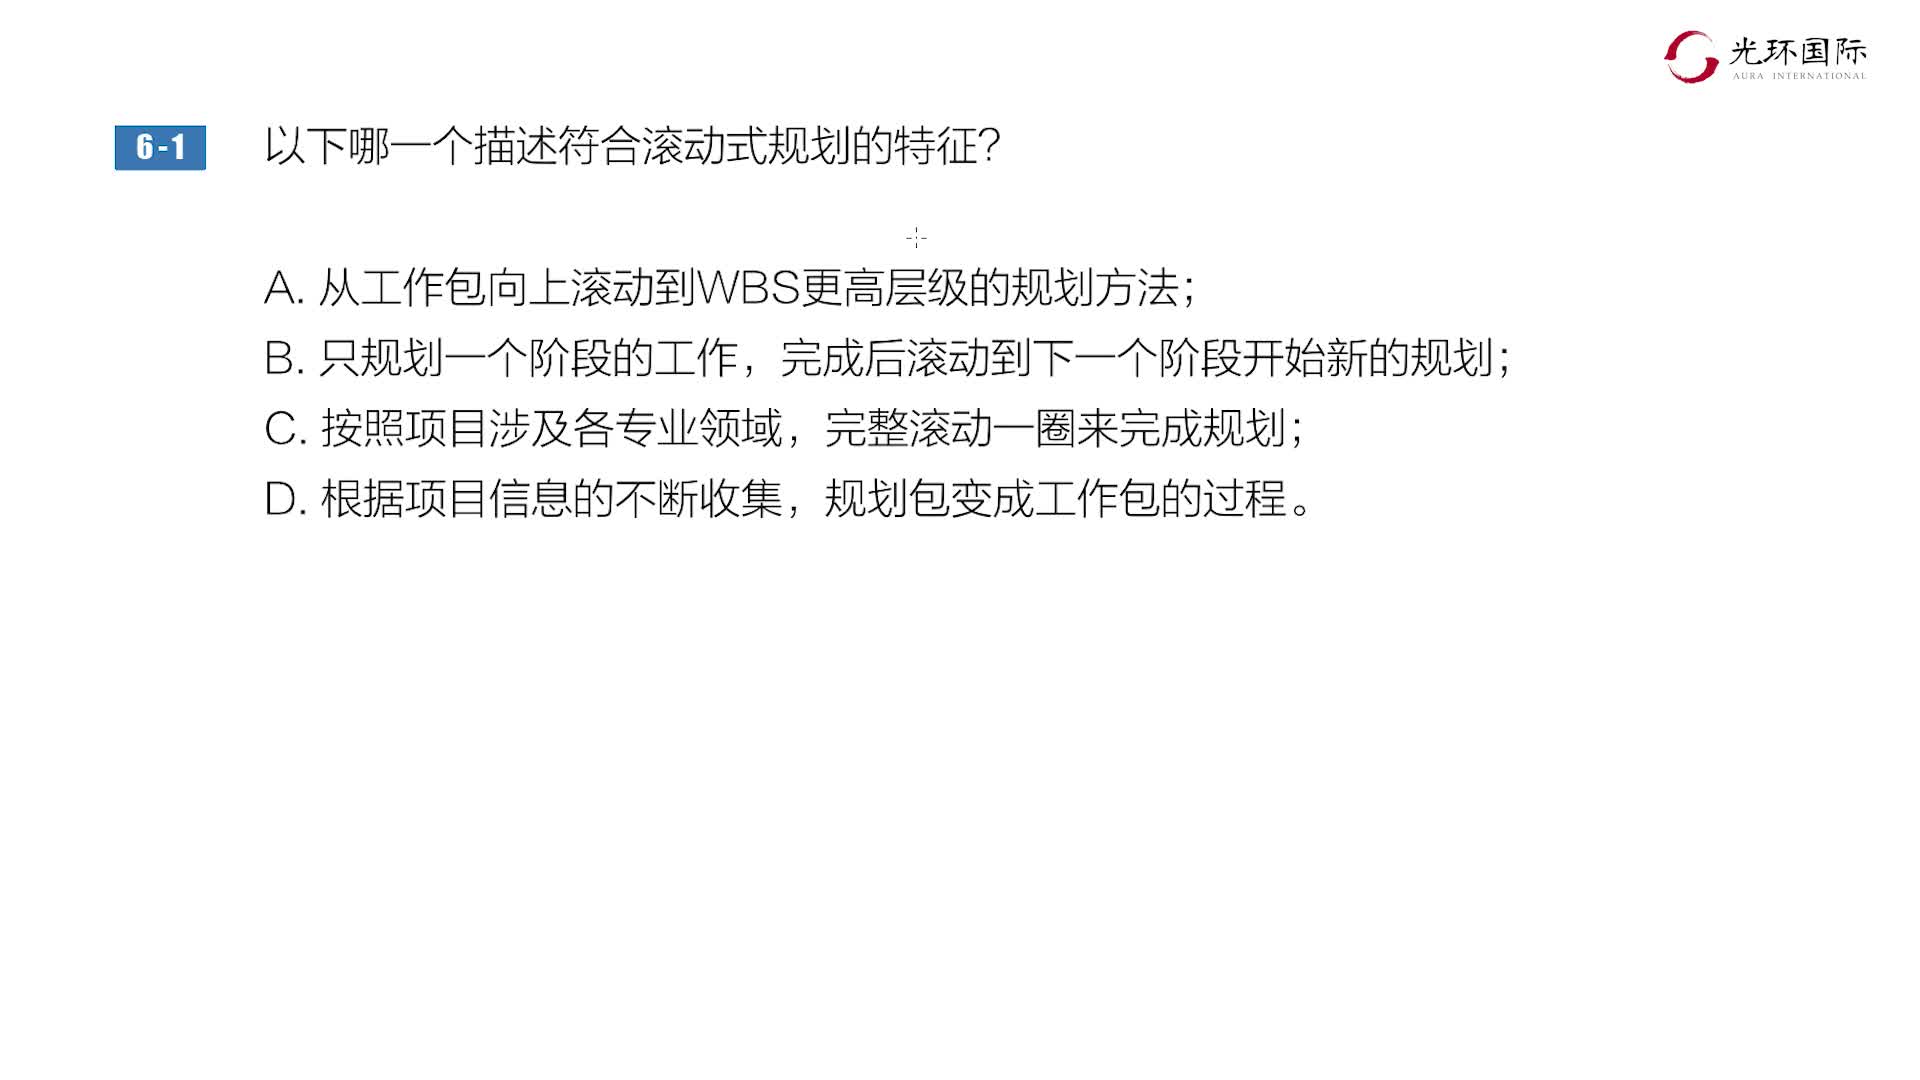 光环国际
AURA INTERNATIONAL
6-1 以下哪一个描述符合滚动式规划的特征?
A. 从工作包向上滚动到WBS更高层级的规划方法;
B. 只规划一个阶段的工作，完成后滚动到下一个阶段开始新的规划;
C. 按照项目涉及各专业领域，完整滚动一圈来完成规划;
D. 根据项目信息的不断收集，规划包变成工作包的过程。